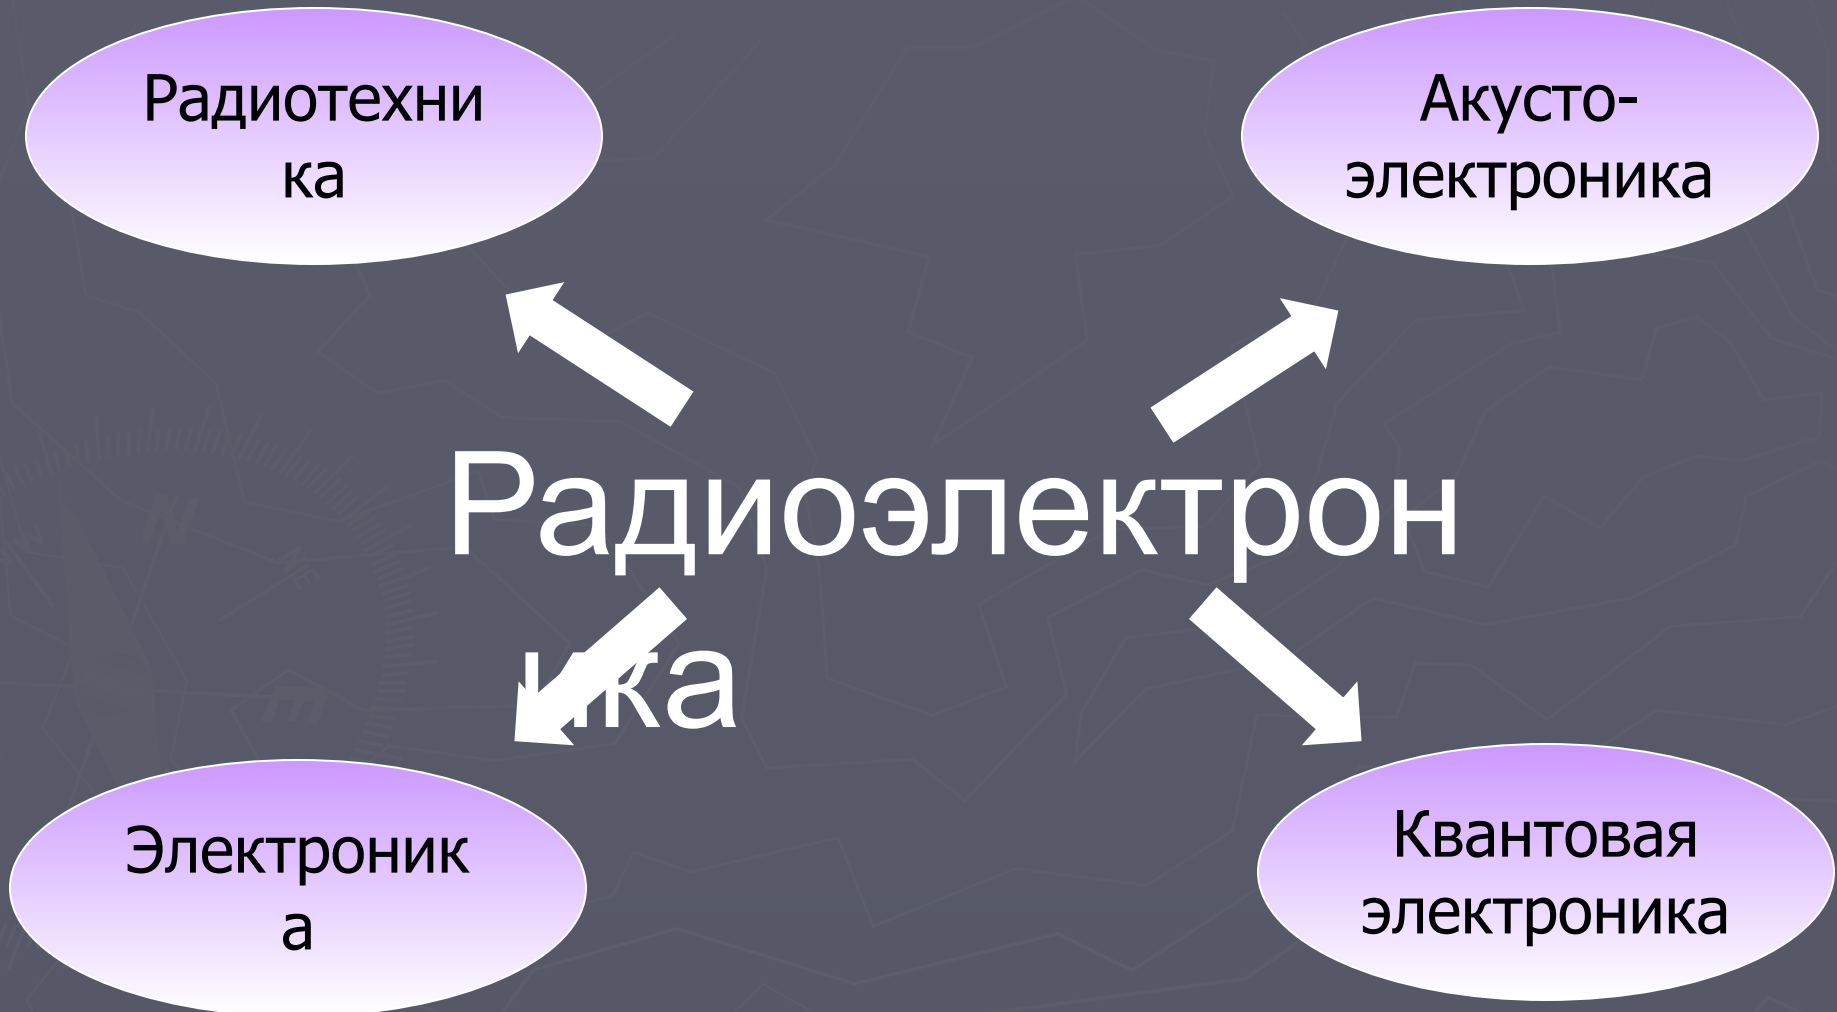 Радиотехни
ка
Акусто-
электроника
Радиоэлектрон
ика
Электроник
а
Квантовая
электроника